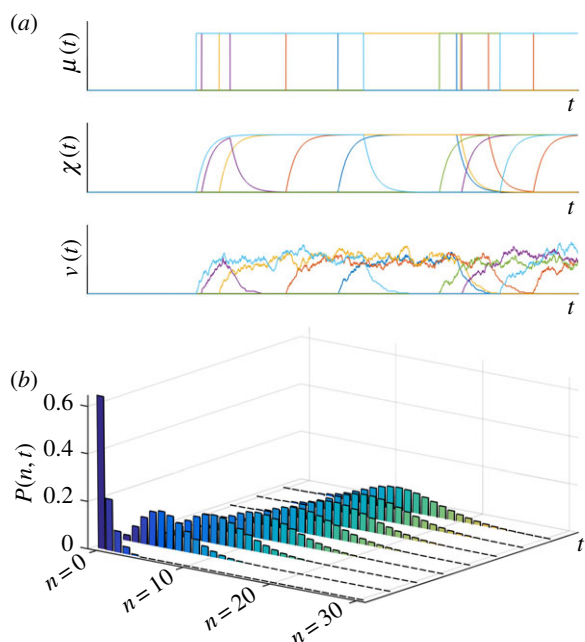 (a)
μ(t)
t
χ(t)
t
ν(t)
t
(b)
0.6
0.4
0.2
0
P(n, t)
n = 0
n = 10
n = 20
n = 30
t